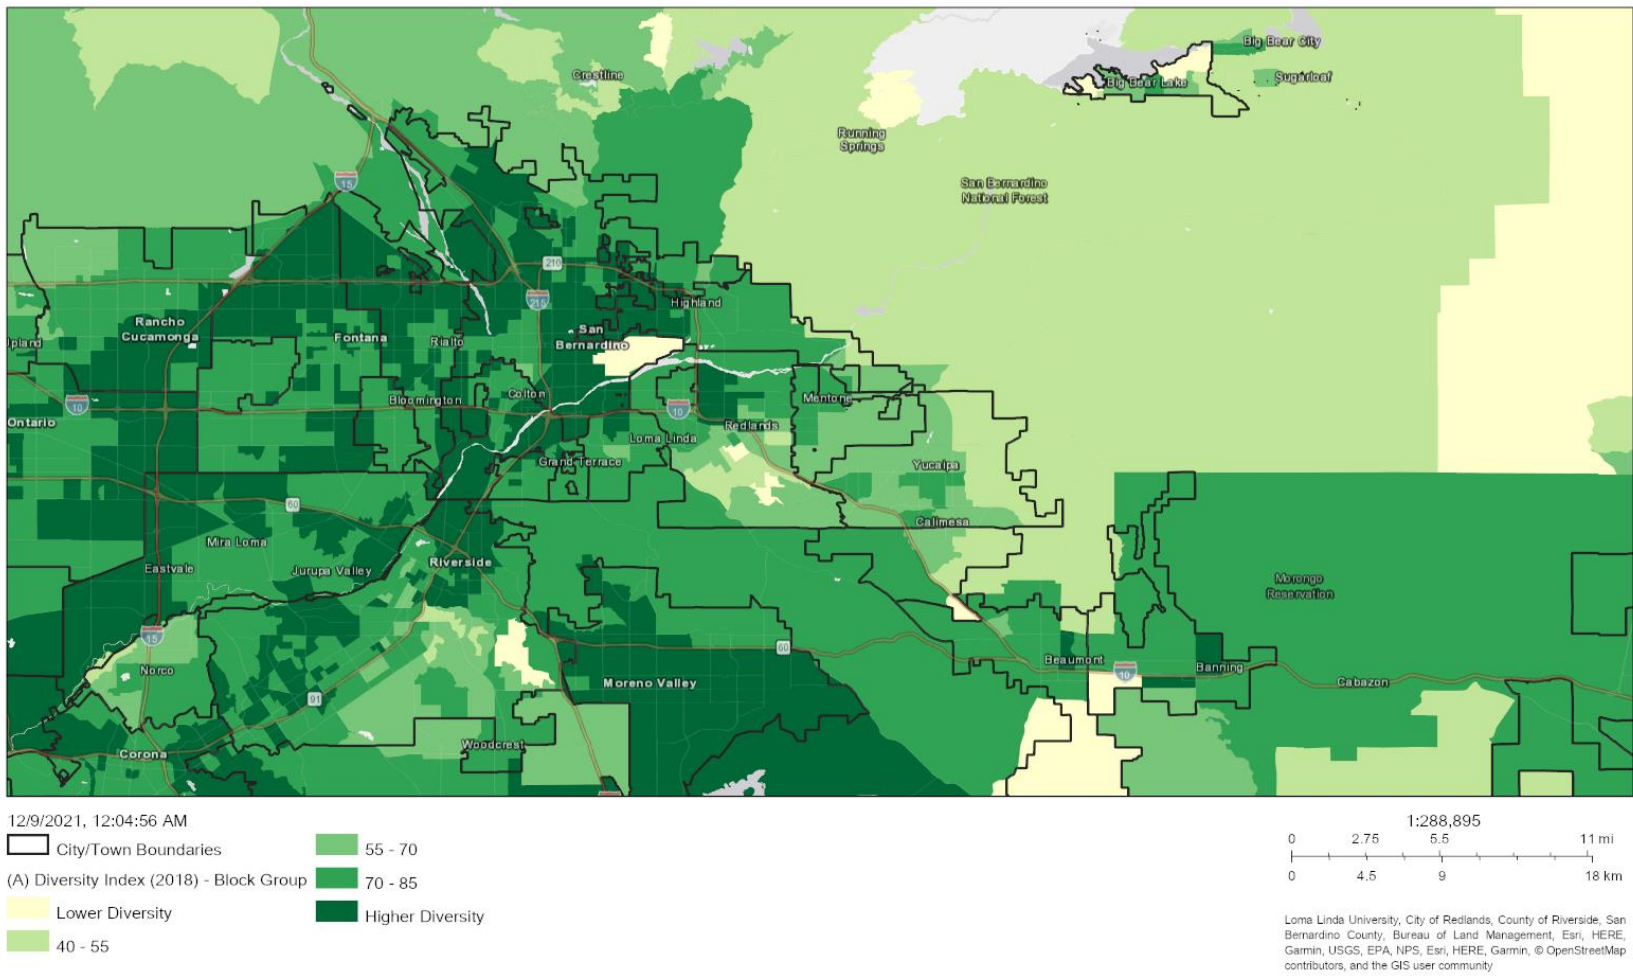 Big Bear City
Crestline
Big Bear Lake
Sugarloaf
Running
Springs
15
San Bernardino
National Forest
210
215
Highland
Rancho
Cucamonga
Fontana
Rialto
San
Bernardino
Upland
10
Ontario
Bloomington
Colton
10
Mentone
Redlands
Loma Linda
Grand Terrace
Yucaipa
60
Calimesa
Mira Loma
Eastvale
Jurupa Valley
Riverside
Morongo
Reservation
15
Norco
60
Beaumont
10
Banning
Cabazon
Moreno Valley
91
Corona
Woodcrest
12/9/2021, 12:04:56 AM
City/Town Boundaries
(A) Diversity Index (2018) - Block Group
Lower Diversity
40 - 55
55 - 70
70 - 85
Higher Diversity
1:288,895
0 2.75 5.5 11 mi
0 4.5 9 18 km
Loma Linda University, City of Redlands, County of Riverside, San
Bernardino County, Bureau of Land Management, Esri, HERE,
Garmin, USGS, EPA, NPS, Esri, HERE, Garmin, © OpenStreetMap
contributors, and the GIS user community